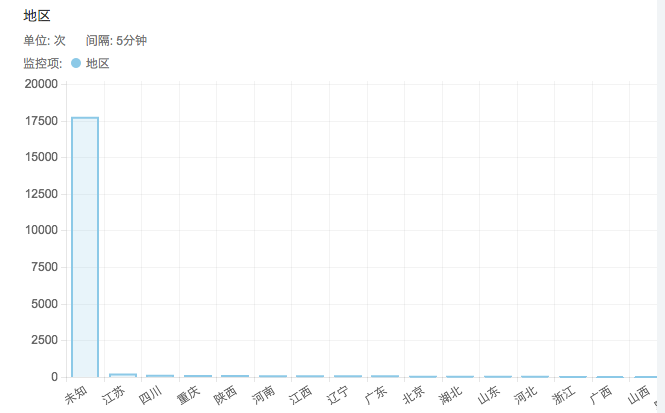 地区
单位: 次 间隔: 5分钟
监控项: 地区
20000
17500
15000
12500
10000
7500
5000
2500
0
未知 江苏 四川 重庆 陕西 河南 江西 辽宁 广东 北京 湖北 山东 河北 浙江 广西 山西